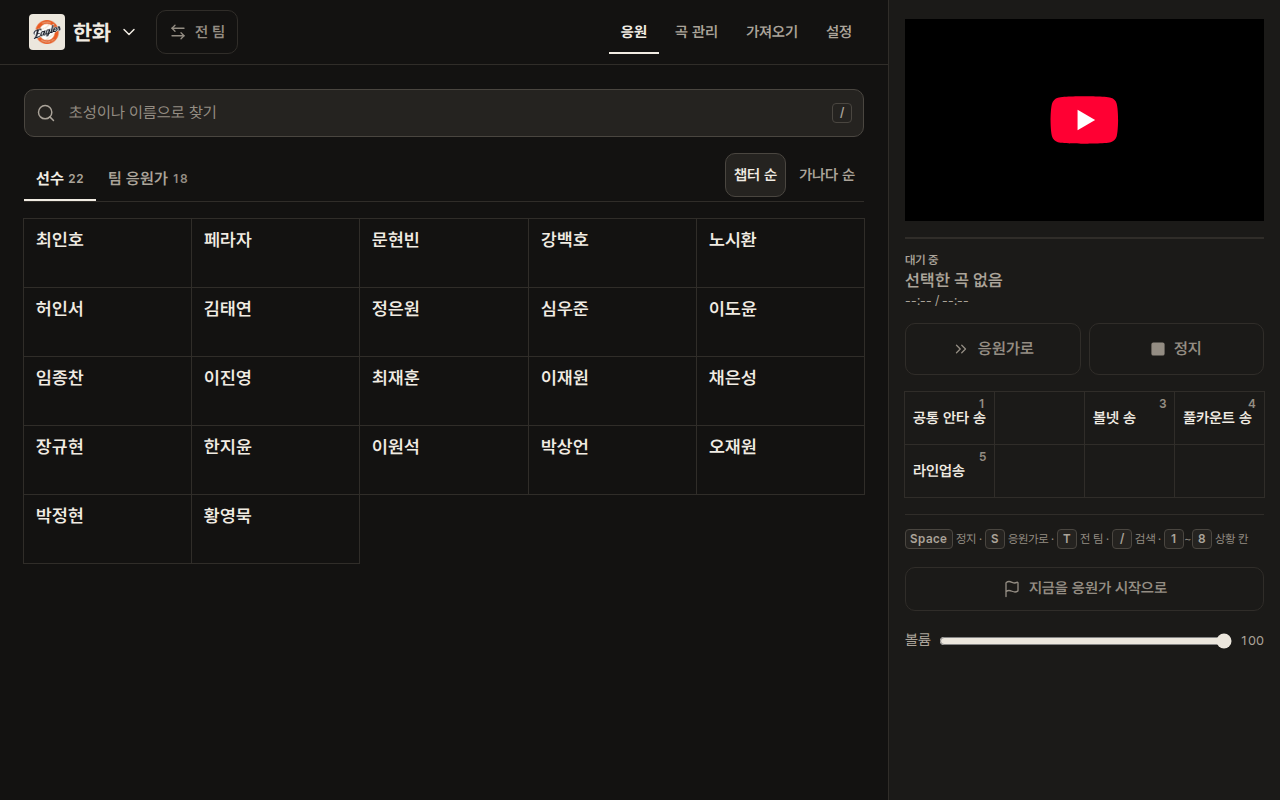 Eagles 한화 전 팀 응원 곡 관리 가져오기 설정
초성이나 이름으로 찾기 /
선수 22 팀 응원가 18 챕터 순 가나다 순
최인호 페라자 문현빈 강백호 노시환
허인서 김태연 정은원 심우준 이도윤
임종찬 이진영 최재훈 이재원 채은성
장규현 한지윤 이원석 박상언 오재원
박정현 황영묵
대기 중
선택한 곡 없음
--:-- / --:--
응원가로 정지
공통 안타 송 1 볼넷 송 3 풀카운트 송 4
라인업송 5
Space 정지 · S 응원가로 · T 전 팀 · / 검색 · 1 ~ 8 상황 칸
지금을 응원가 시작으로
볼륨 100